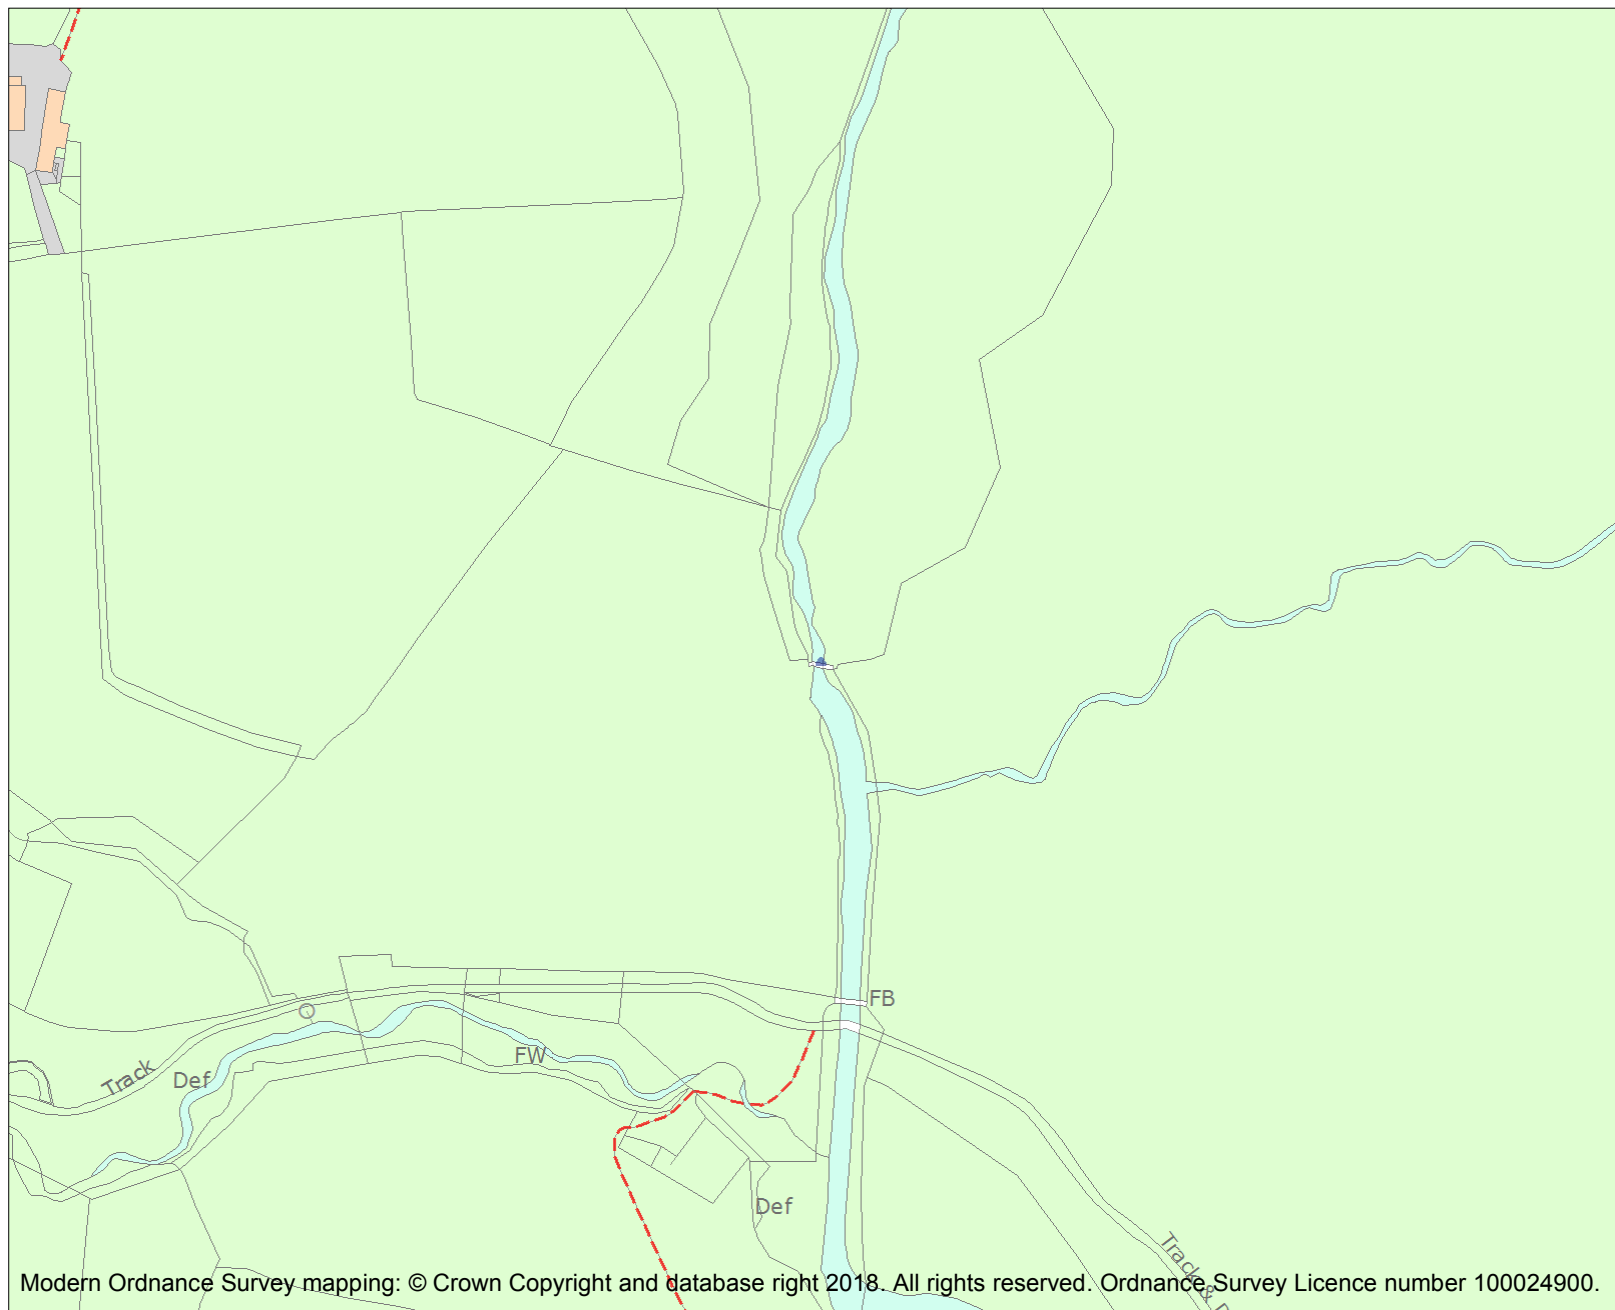 FB
FW
Track
Def
Def
Track &
Modern Ordnance Survey mapping: © Crown Copyright and database right 2018. All rights reserved. Ordnance Survey Licence number 100024900.